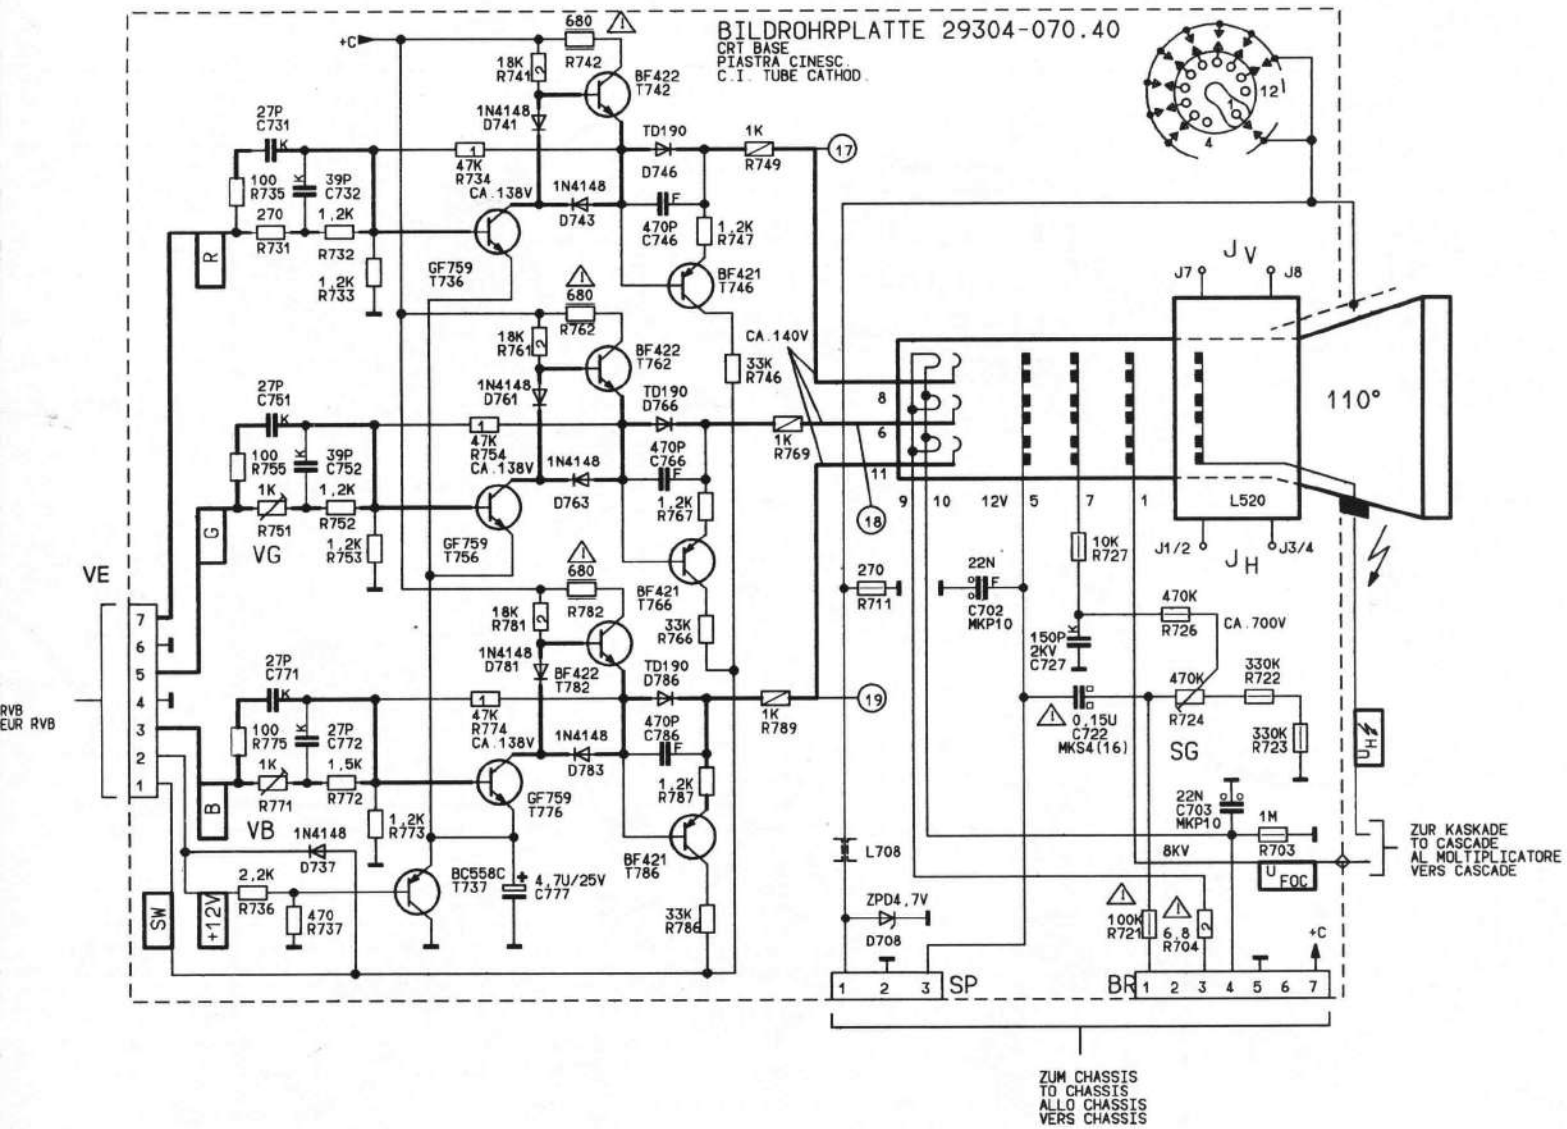 BILDROHRPLATTE 29304-070.40
CRT BASE
PIASTRA CINESC.
C.I. TUBE CATHOD.
+C
680
R742
18K
R741
2
BF422
T742
1N4148
D741
27P
C731
K
100
R735
K
39P
C732
270
R731
1,2K
R732
1,2K
R733
R
1
47K
R734
CA.138V
GF759
T736
1N4148
D743
TD190
D746
470P
C746
F
1K
R749
17
1,2K
R747
BF421
T746
33K
R746
CA.140V
680
R762
18K
R761
2
BF422
T762
1N4148
D761
27P
C751
K
100
R755
K
39P
C752
1K
R751
VG
1,2K
R752
1,2K
R753
G
1
47K
R754
CA.138V
GF759
T756
1N4148
D763
TD190
D766
470P
C766
F
1K
R769
18
1,2K
R767
BF421
T766
33K
R766
680
R782
18K
R781
2
BF422
T782
1N4148
D781
27P
C771
K
100
R775
K
27P
C772
1K
R771
VB
1,5K
R772
1,2K
R773
B
1
47K
R774
CA.138V
GF759
T776
1N4148
D783
TD190
D786
470P
C786
F
1K
R789
19
1,2K
R787
BF421
T786
33K
R786
VE
7
6
5
4
3
2
1
RVB
EUR RVB
1N4148
D737
2,2K
R736
470
R737
BC558C
T737
+
4,7U/25V
C777
SW
+12V
12
1
4
JV
J7
J8
110°
L520
J1/2
J3/4
JH
8
6
11
9
10
12V
5
7
1
270
R711
22N
F
C702
MKP10
10K
R727
470K
R726
CA.700V
150P
2KV
C727
K
0,15U
C722
MKS4(16)
470K
R724
SG
330K
R722
330K
R723
22N
C703
MKP10
1M
R703
8KV
U FOC
UH
L708
ZPD4,7V
D708
100K
R721
6,8
R704
2
+C
1 2 3 SP
BR 1 2 3 4 5 6 7
ZUR KASKADE
TO CASCADE
AL MOLTIPLICATORE
VERS CASCADE
ZUM CHASSIS
TO CHASSIS
ALLO CHASSIS
VERS CHASSIS